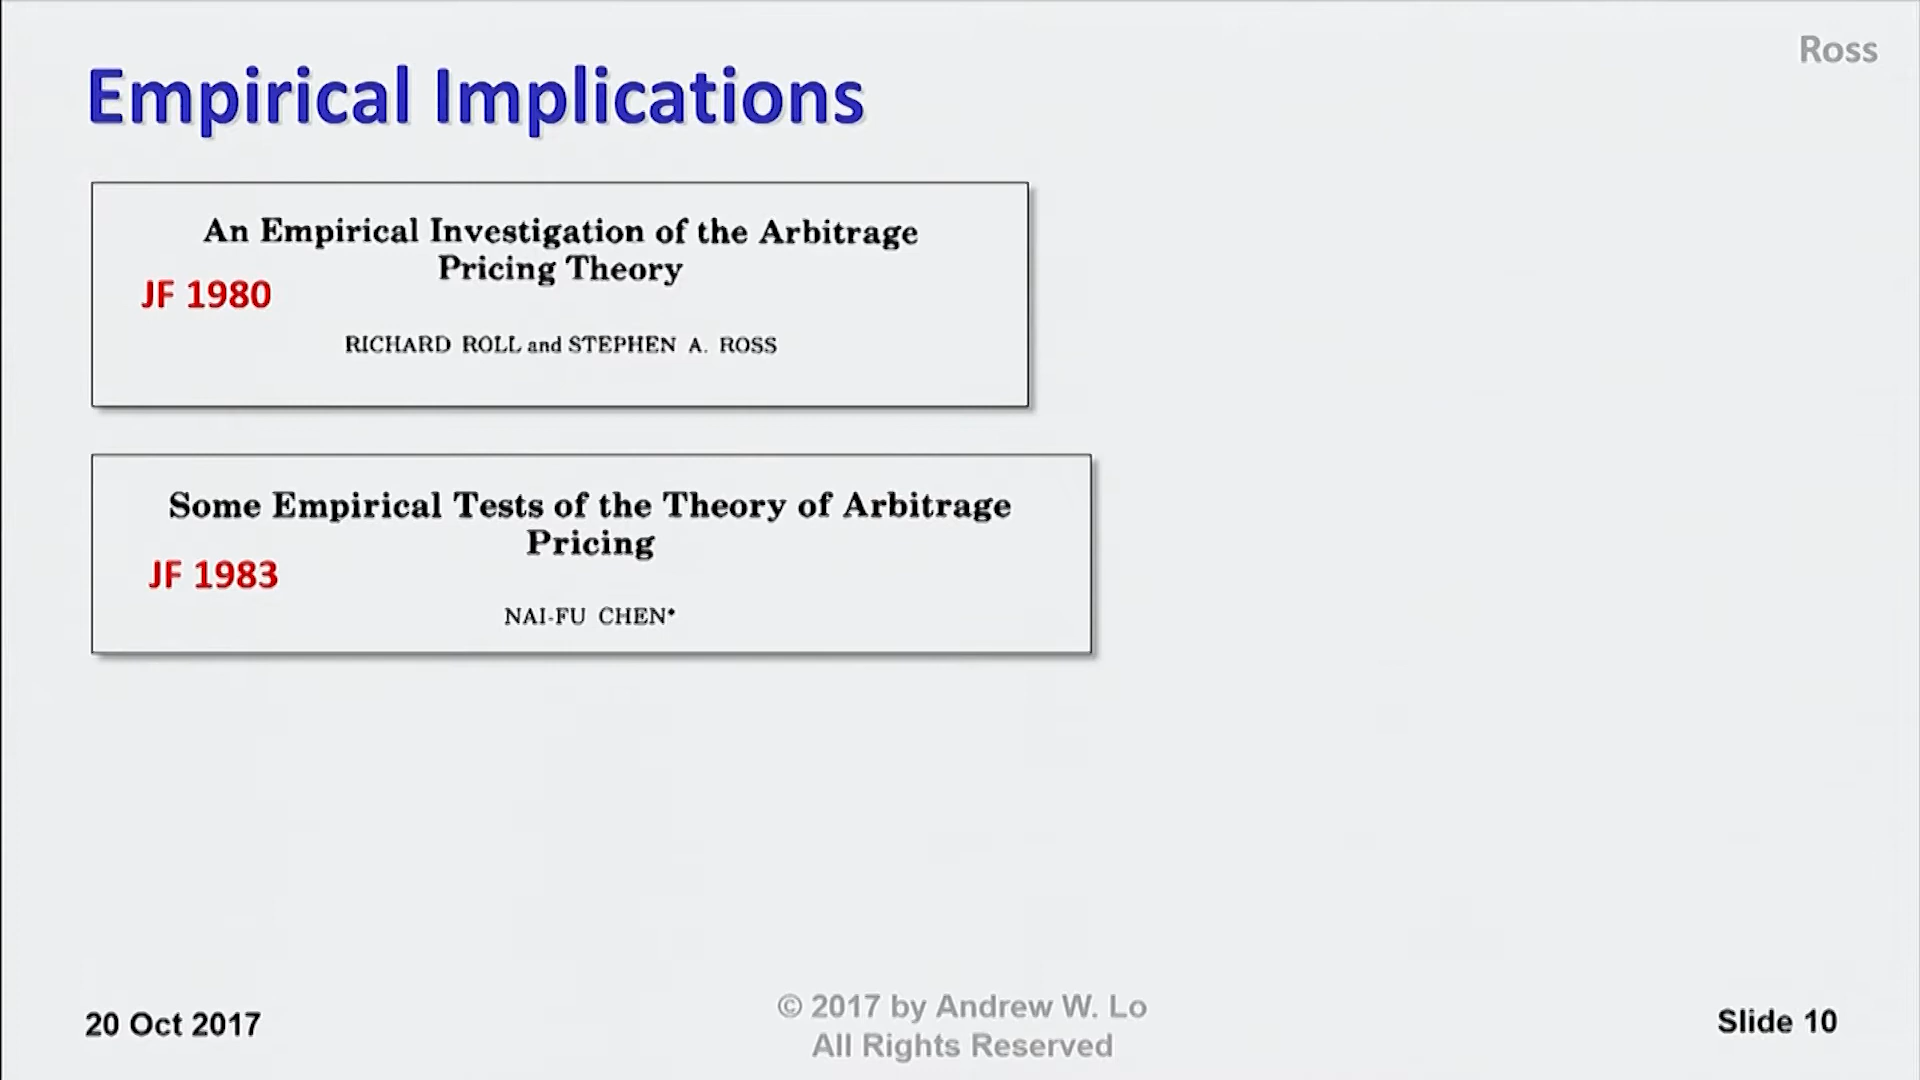 Ross
Empirical Implications
An Empirical Investigation of the Arbitrage
Pricing Theory
JF 1980
RICHARD ROLL and STEPHEN A. ROSS
Some Empirical Tests of the Theory of Arbitrage
Pricing
JF 1983
NAI-FU CHEN*
20 Oct 2017
© 2017 by Andrew W. Lo
All Rights Reserved
Slide 10